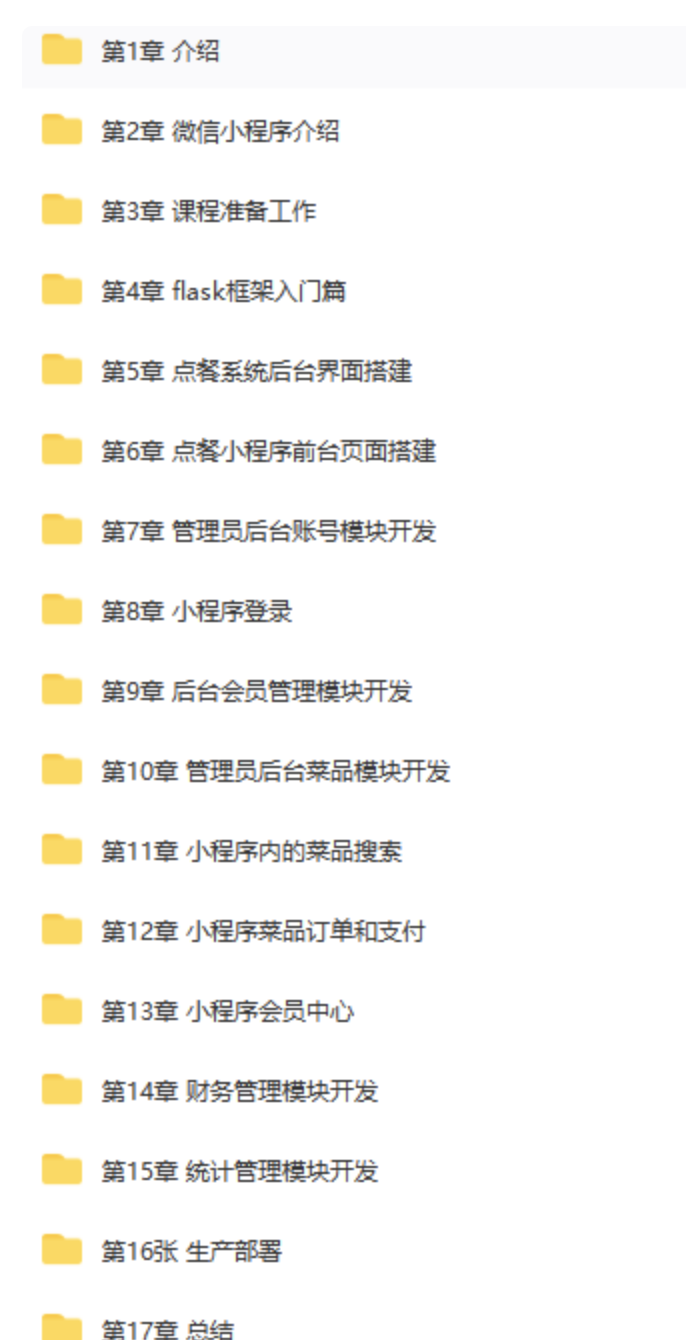 第1章 介绍
第2章 微信小程序介绍
第3章 课程准备工作
第4章 flask框架入门篇
第5章 点餐系统后台界面搭建
第6章 点餐小程序前台页面搭建
第7章 管理员后台账号模块开发
第8章 小程序登录
第9章 后台会员管理模块开发
第10章 管理员后台菜品模块开发
第11章 小程序内的菜品搜索
第12章 小程序菜品订单和支付
第13章 小程序会员中心
第14章 财务管理模块开发
第15章 统计管理模块开发
第16张 生产部署
第17章 总结